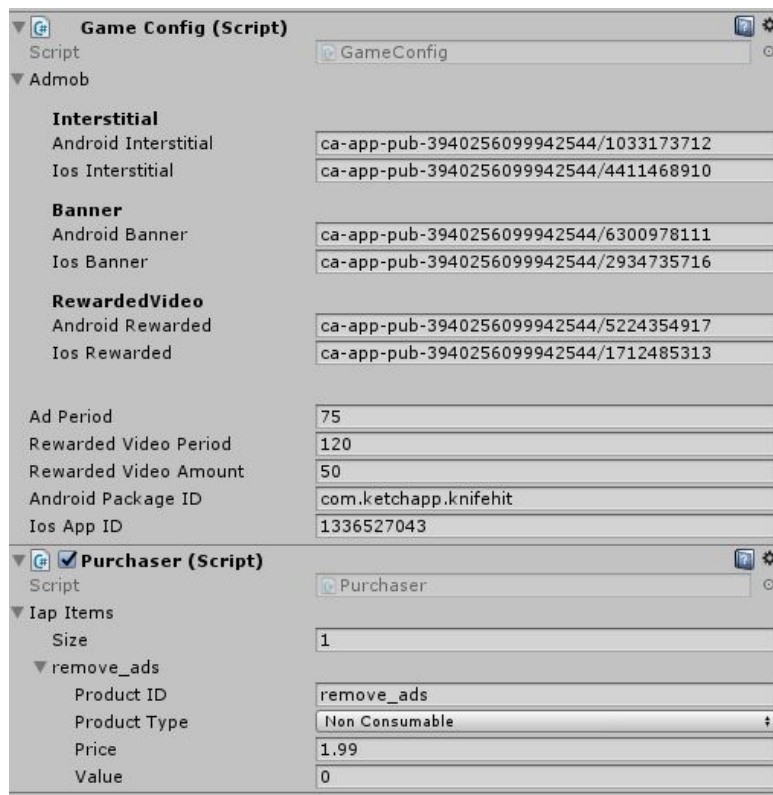 Game Config (Script)
Script GameConfig
Admob
Interstitial
Android Interstitial ca-app-pub-3940256099942544/1033173712
Ios Interstitial ca-app-pub-3940256099942544/4411468910
Banner
Android Banner ca-app-pub-3940256099942544/6300978111
Ios Banner ca-app-pub-3940256099942544/2934735716
RewardedVideo
Android Rewarded ca-app-pub-3940256099942544/5224354917
Ios Rewarded ca-app-pub-3940256099942544/1712485313
Ad Period 75
Rewarded Video Period 120
Rewarded Video Amount 50
Android Package ID com.ketchapp.knifehit
Ios App ID 1336527043
Purchaser (Script)
Script Purchaser
Iap Items
Size 1
remove_ads
Product ID remove_ads
Product Type Non Consumable
Price 1.99
Value 0